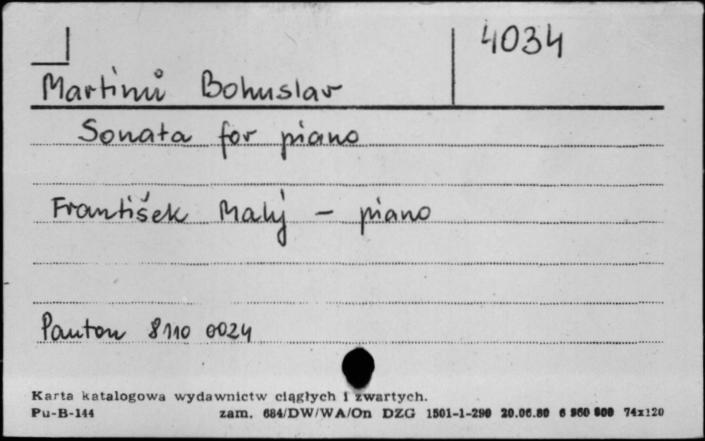 4034
Martinů Bohuslav
Sonata for piano
František Malý - piano
Panton 8110 0024
Karta katalogowa wydawnictw ciągłych i zwartych.
Pu-B-144 zam. 684/DW/WA/On DZG 1501-1-290 20.06.80 6 960 000 74x120